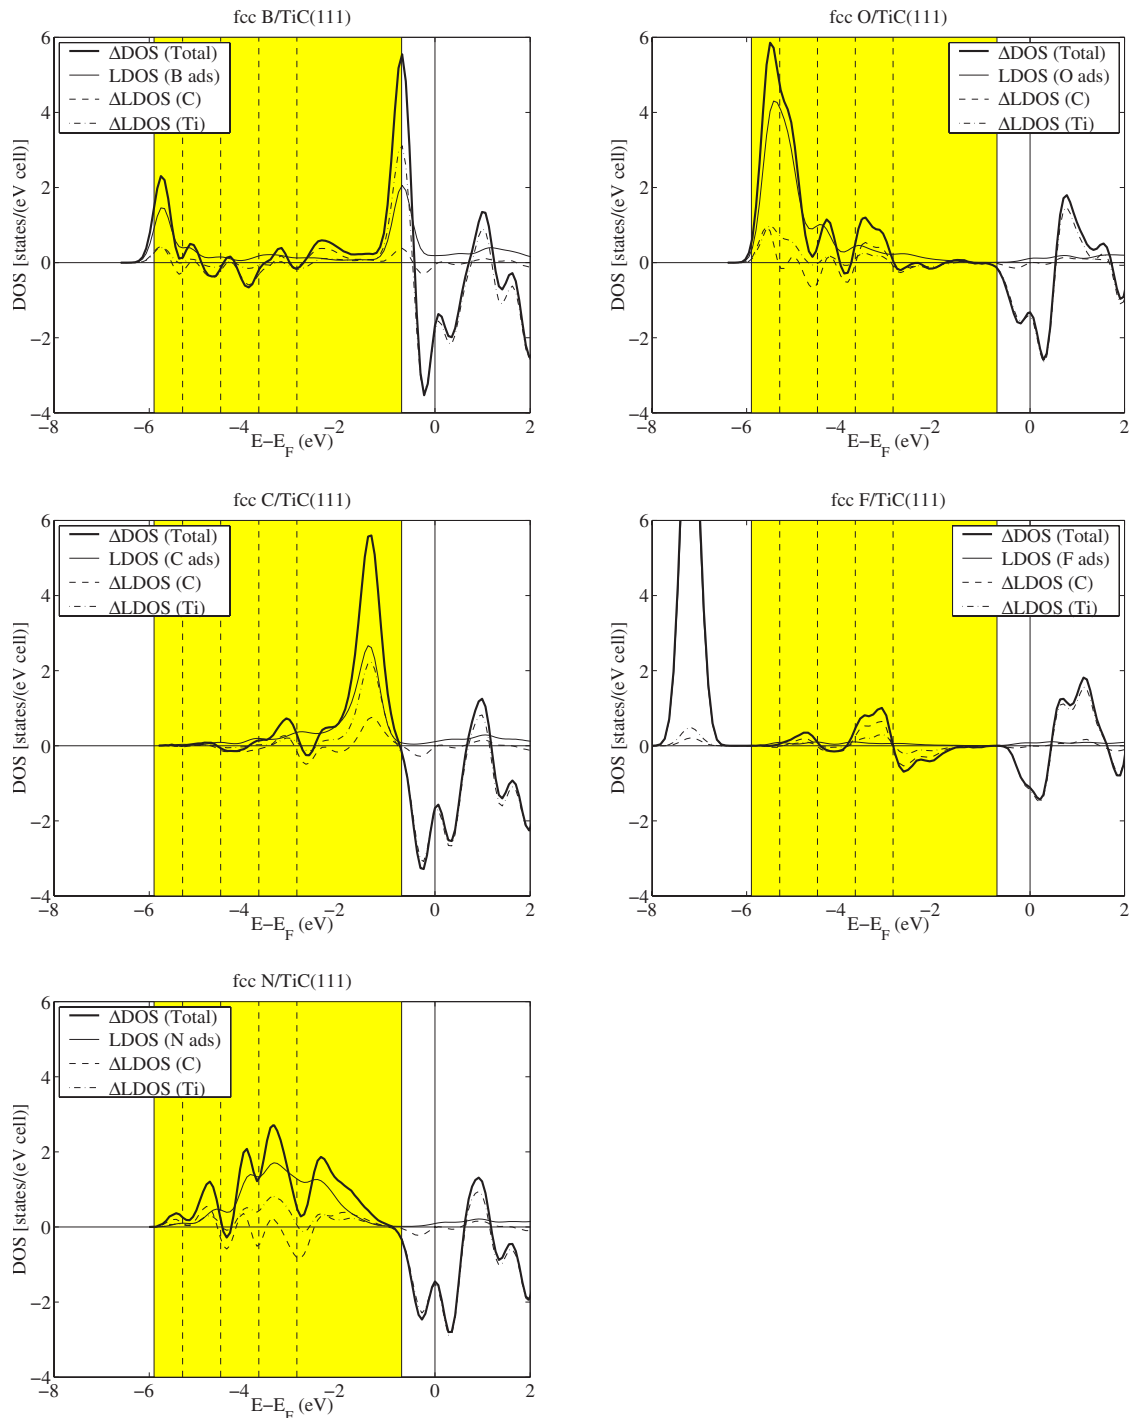 fcc B/TiC(111)
ΔDOS (Total)
LDOS (B ads)
ΔLDOS (C)
ΔLDOS (Ti)
DOS [states/(eV cell)]
6
4
2
0
−2
−4
−8
−6
−4
−2
0
2
E−E_F (eV)
fcc O/TiC(111)
ΔDOS (Total)
LDOS (O ads)
ΔLDOS (C)
ΔLDOS (Ti)
DOS [states/(eV cell)]
6
4
2
0
−2
−4
−8
−6
−4
−2
0
2
E−E_F (eV)
fcc C/TiC(111)
ΔDOS (Total)
LDOS (C ads)
ΔLDOS (C)
ΔLDOS (Ti)
DOS [states/(eV cell)]
6
4
2
0
−2
−4
−8
−6
−4
−2
0
2
E−E_F (eV)
fcc F/TiC(111)
ΔDOS (Total)
LDOS (F ads)
ΔLDOS (C)
ΔLDOS (Ti)
DOS [states/(eV cell)]
6
4
2
0
−2
−4
−8
−6
−4
−2
0
2
E−E_F (eV)
fcc N/TiC(111)
ΔDOS (Total)
LDOS (N ads)
ΔLDOS (C)
ΔLDOS (Ti)
DOS [states/(eV cell)]
6
4
2
0
−2
−4
−8
−6
−4
−2
0
2
E−E_F (eV)